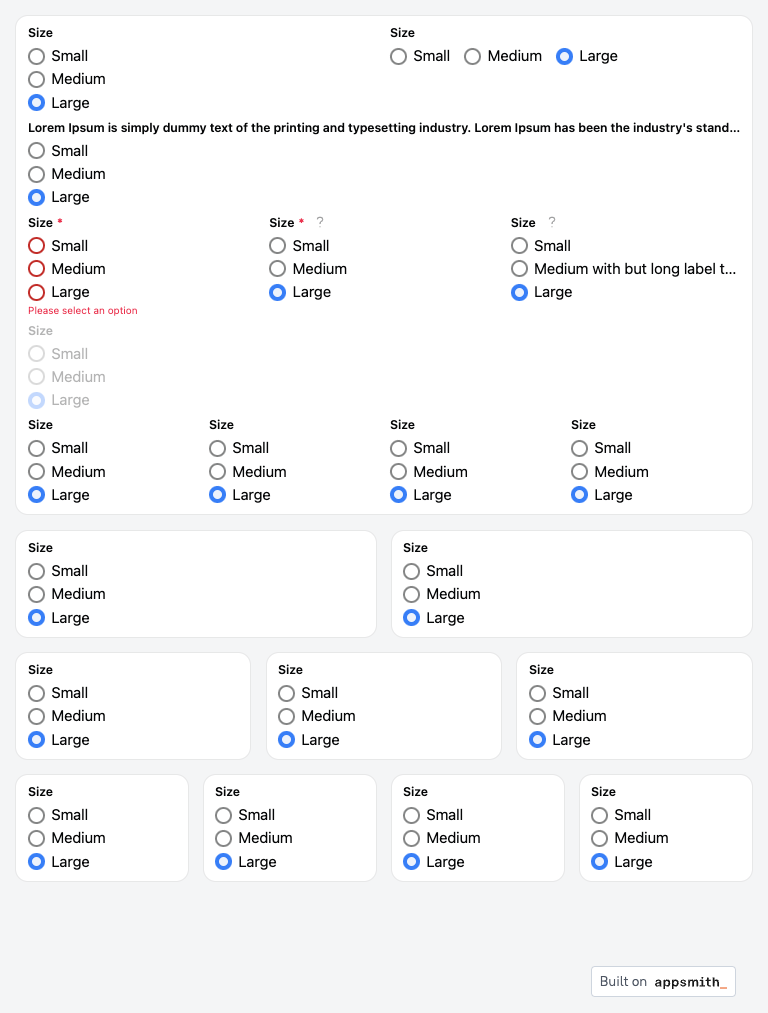 Size
Small
Medium
Large
Size
Small Medium Large
Lorem Ipsum is simply dummy text of the printing and typesetting industry. Lorem Ipsum has been the industry's stand...
Small
Medium
Large
Size *
Small
Medium
Large
Please select an option
Size * ?
Small
Medium
Large
Size ?
Small
Medium with but long label t...
Large
Size
Small
Medium
Large
Size
Small
Medium
Large
Size
Small
Medium
Large
Size
Small
Medium
Large
Size
Small
Medium
Large
Size
Small
Medium
Large
Size
Small
Medium
Large
Size
Small
Medium
Large
Size
Small
Medium
Large
Size
Small
Medium
Large
Size
Small
Medium
Large
Size
Small
Medium
Large
Size
Small
Medium
Large
Size
Small
Medium
Large
Built on appsmith_